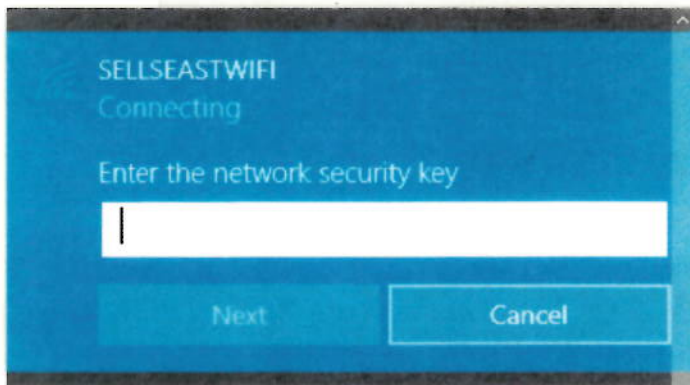 SELLSEASTWIFI
Connecting
Enter the network security key
Next
Cancel